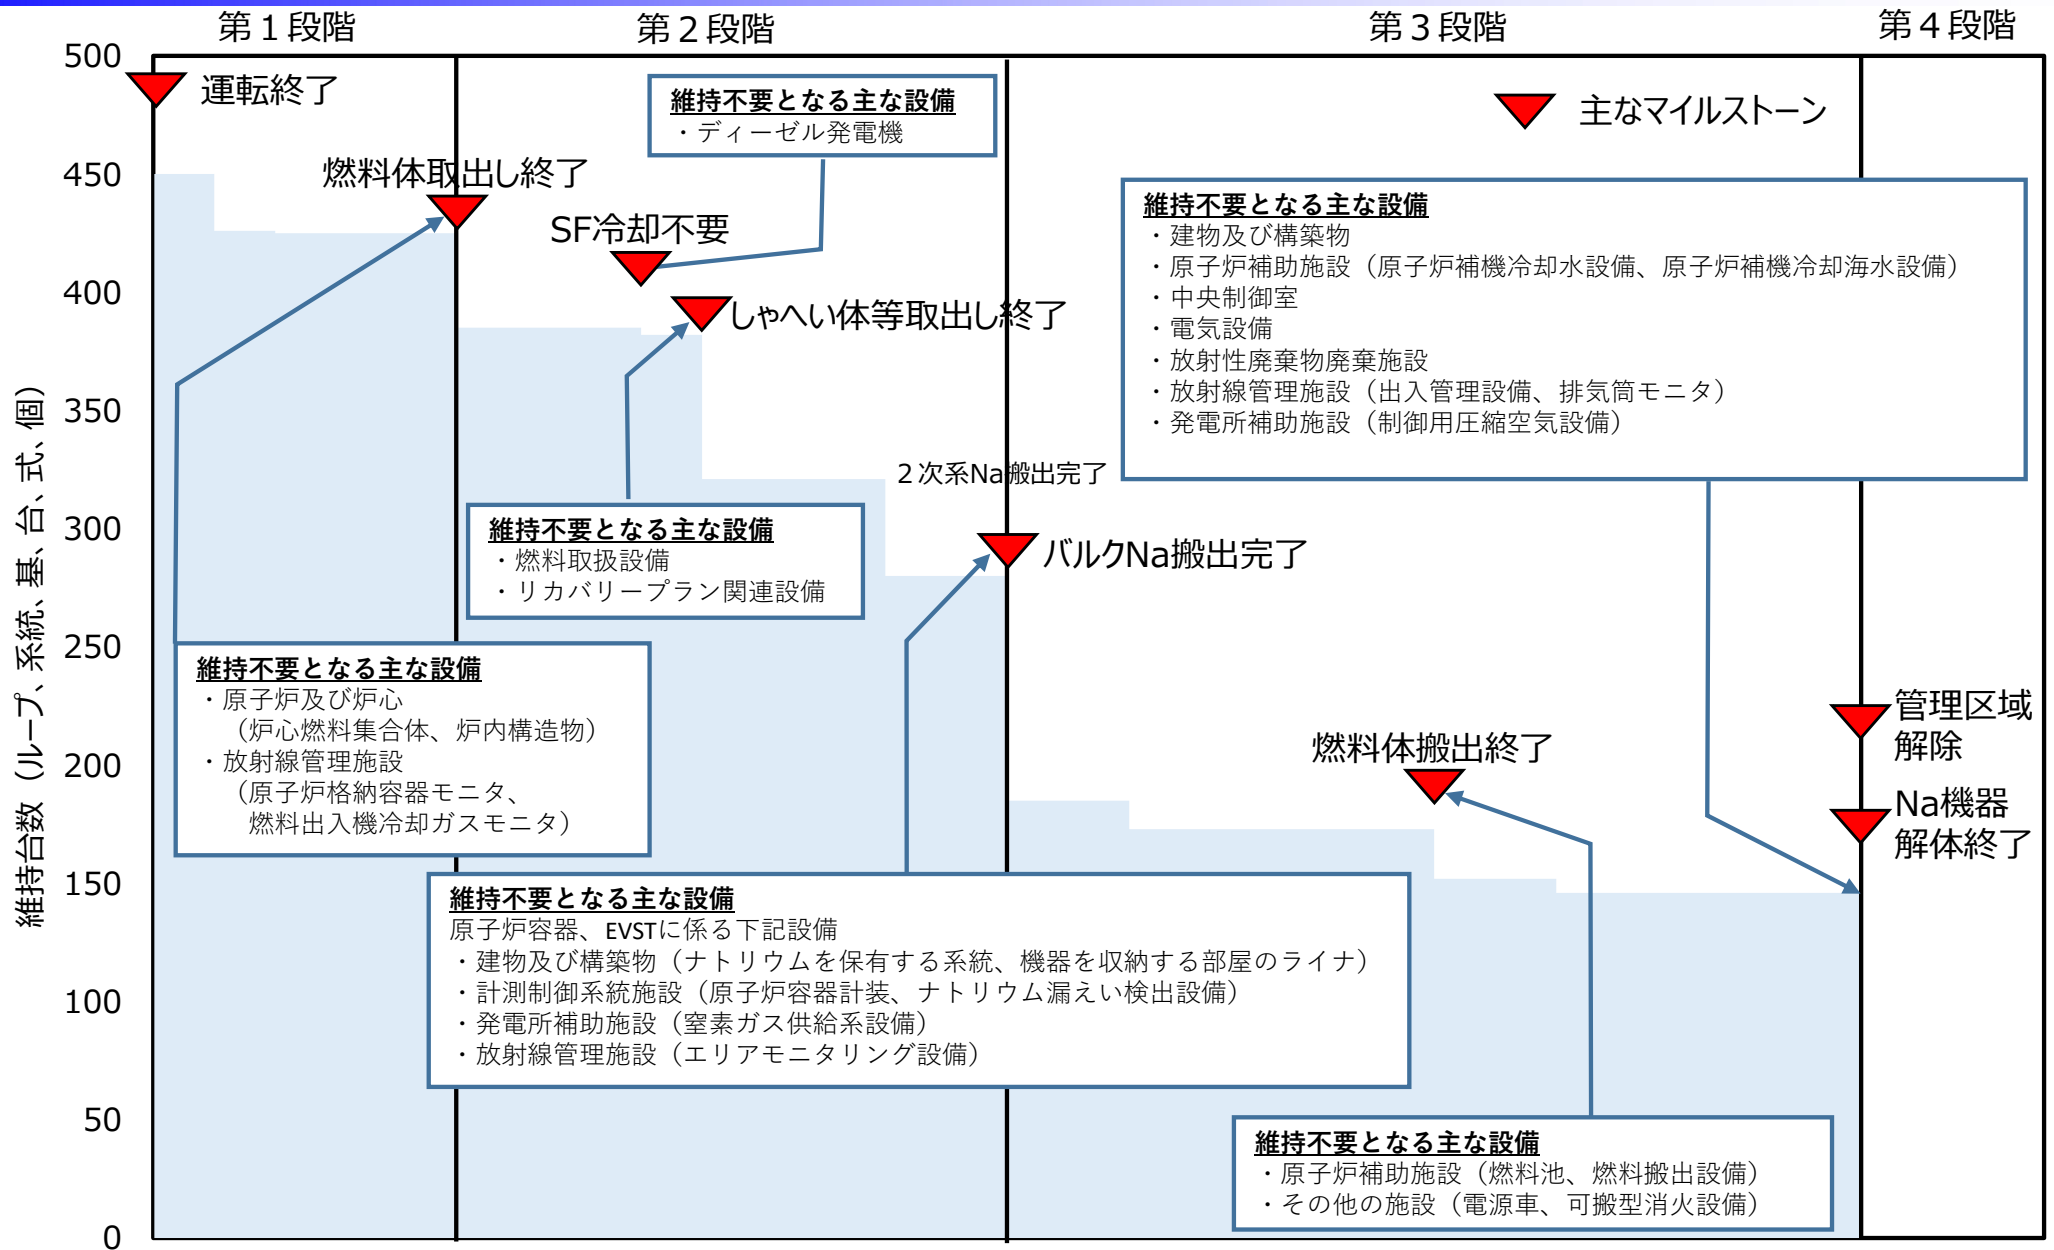 第１段階
第２段階
第３段階
第４段階
500
450
400
350
300
250
200
150
100
50
0
維持台数（ループ、系統、基、台、式、個）
運転終了
燃料体取出し終了
SF冷却不要
しゃへい体等取出し終了
２次系Na搬出完了
バルクNa搬出完了
燃料体搬出終了
管理区域
解除
Na機器
解体終了
主なマイルストーン
維持不要となる主な設備
・ディーゼル発電機
維持不要となる主な設備
・建物及び構築物
・原子炉補助施設（原子炉補機冷却水設備、原子炉補機冷却海水設備）
・中央制御室
・電気設備
・放射性廃棄物廃棄施設
・放射線管理施設（出入管理設備、排気筒モニタ）
・発電所補助施設（制御用圧縮空気設備）
維持不要となる主な設備
・燃料取扱設備
・リカバリープラン関連設備
維持不要となる主な設備
・原子炉及び炉心
（炉心燃料集合体、炉内構造物）
・放射線管理施設
（原子炉格納容器モニタ、
燃料出入機冷却ガスモニタ）
維持不要となる主な設備
原子炉容器、EVSTに係る下記設備
・建物及び構築物（ナトリウムを保有する系統、機器を収納する部屋のライナ）
・計測制御系統施設（原子炉容器計装、ナトリウム漏えい検出設備）
・発電所補助施設（窒素ガス供給系設備）
・放射線管理施設（エリアモニタリング設備）
維持不要となる主な設備
・原子炉補助施設（燃料池、燃料搬出設備）
・その他の施設（電源車、可搬型消火設備）